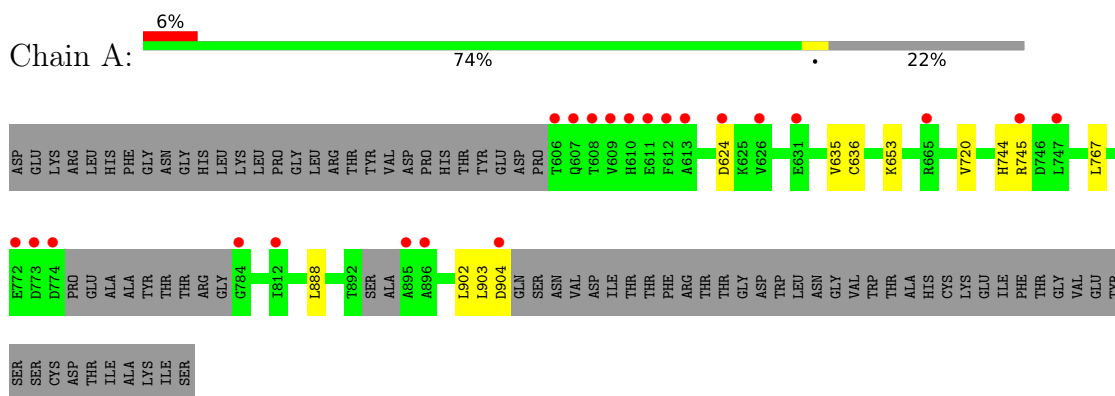 6%
Chain A:
74% • 22%
ASP GLU LYS ARG LEU HIS PHE GLY ASN GLY HIS LEU LYS LEU PRO GLY LEU ARG THR TYR VAL ASP PRO HIS THR TYR GLU ASP PRO T606 Q607 T608 V609 H610 E611 F612 A613 D624 K625 V626 E631 V635 C636 K653 R665 V720 H744 R745 D746 L747 L767
E772 D773 D774 PRO GLU ALA ALA TYR THR THR ARG GLY G784 I812 L888 T892 SER ALA A895 A896 L902 L903 D904 GLN SER ASN VAL ASP ILE THR THR PHE ARG THR THR GLY ASP TRP LEU ASN GLY VAL TRP THR ALA HIS CYS LYS GLU ILE PHE THR GLY VAL GLU TYR
SER SER CYS ASP THR ILE ALA LYS ILE SER